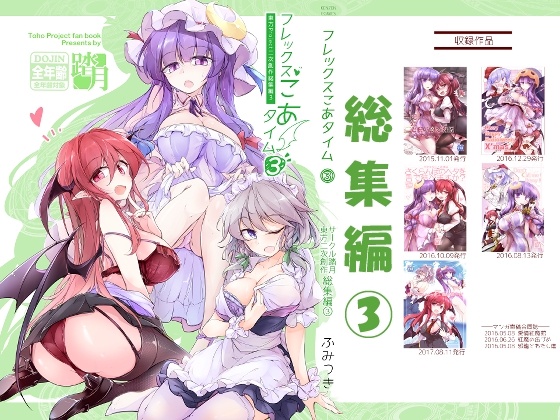 Toho Project fan book
Presents by
DOJIN
全年齢
踏月
フレックスこあタイム
東方Project二次創作総集編3
③
フレックスこあタイム ③
サークル踏月
東方二次創作 総集編③
ふみつき
総集編③
収録作品
2015.11.01発行
2016.12.29発行
2016.10.09発行
2016.08.13発行
2017.08.11発行